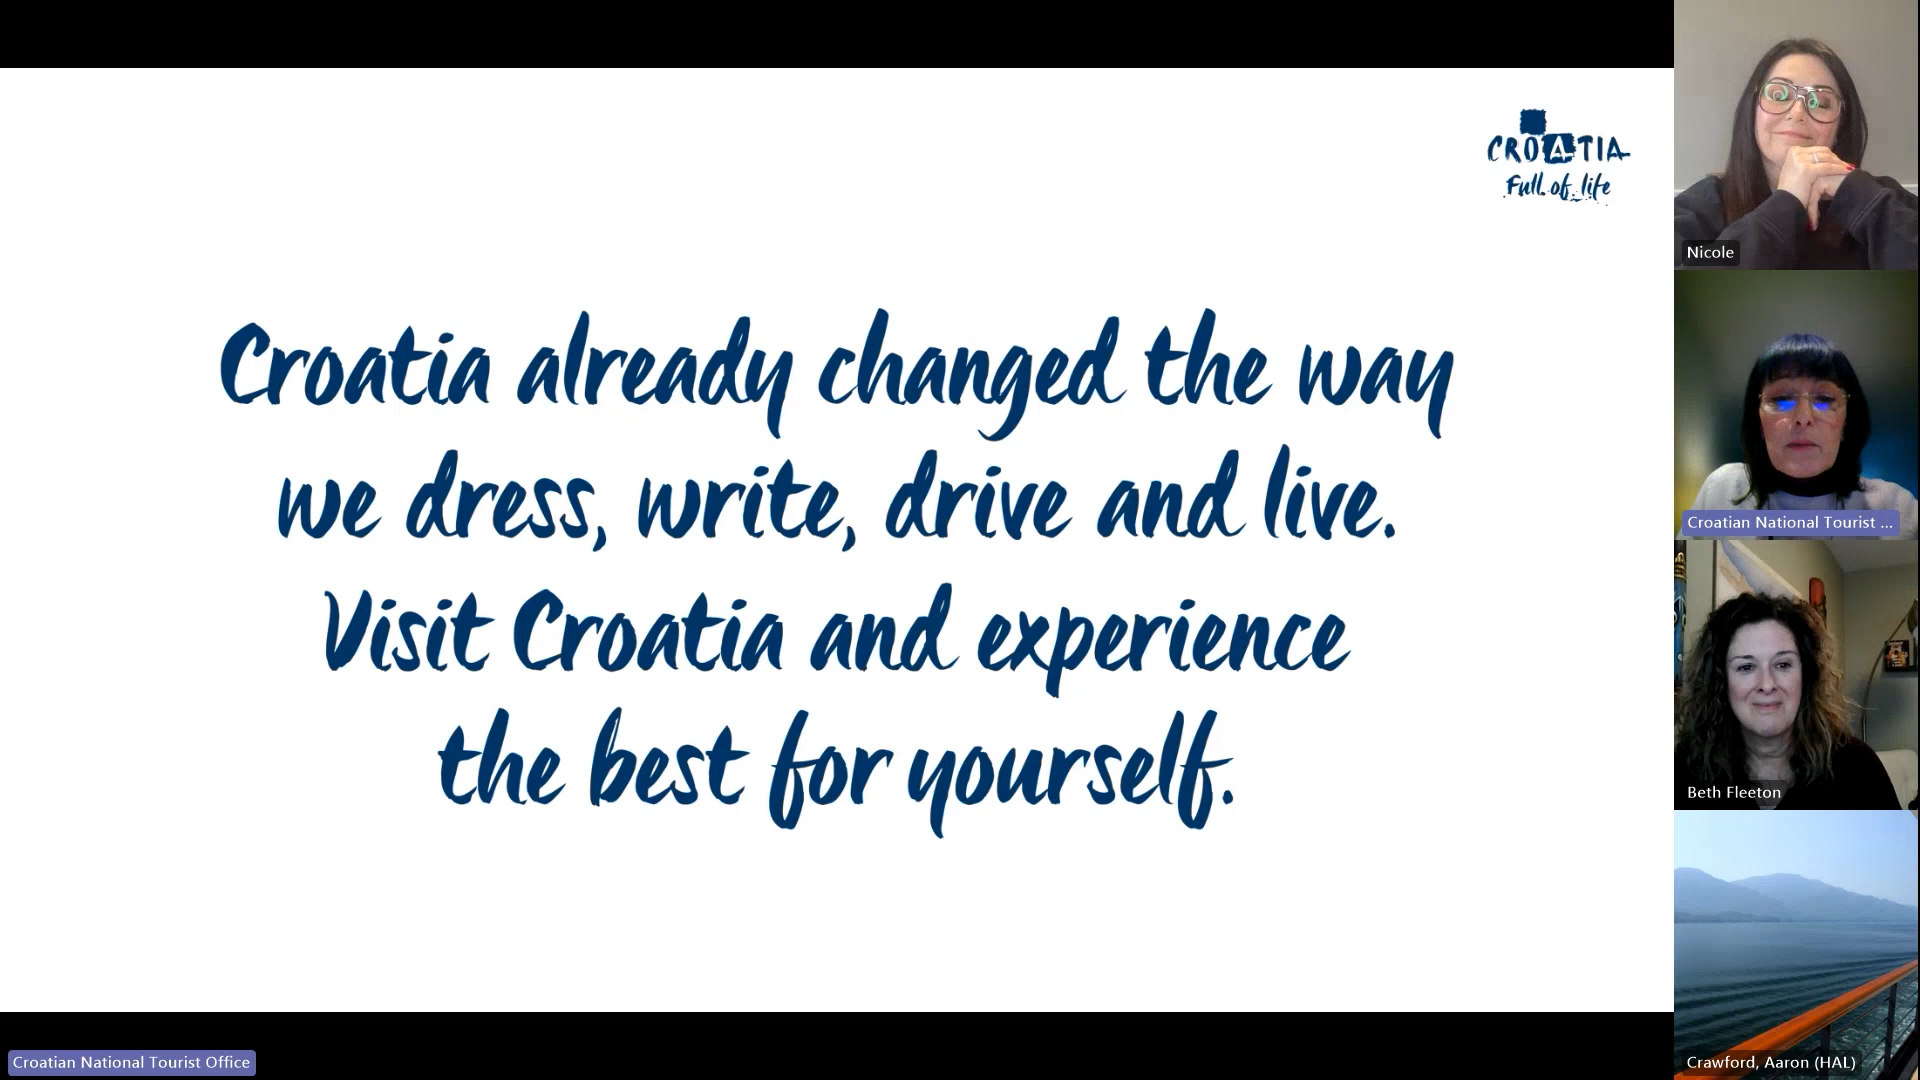 CROATIA
Full of life
Croatia already changed the way
we dress, write, drive and live.
Visit Croatia and experience
the best for yourself.
Nicole
Croatian National Tourist ...
Beth Fleeton
Crawford, Aaron (HAL)
Croatian National Tourist Office